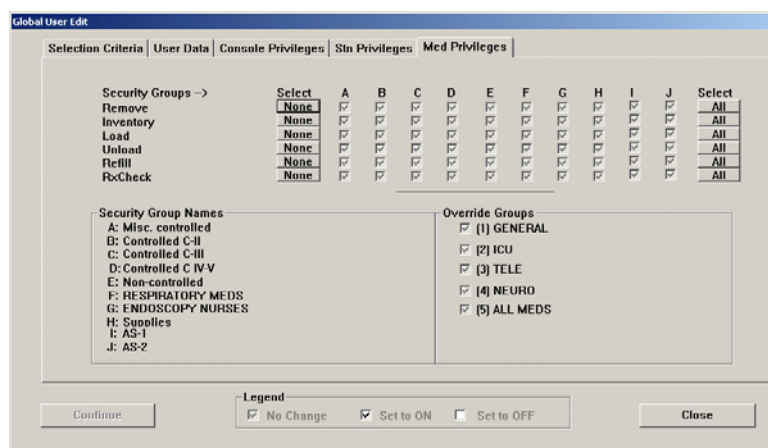 Global User Edit
Selection Criteria User Data Console Privileges Stn Privileges Med Privileges
Security Groups -> Select A B C D E F G H I J Select
Remove None All
Inventory None All
Load None All
Unload None All
Refill None All
RxCheck None All
Security Group Names
A: Misc. controlled
B: Controlled C-II
C: Controlled C-III
D: Controlled C IV-V
E: Non-controlled
F: RESPIRATORY MEDS
G: ENDOSCOPY NURSES
H: Supplies
I: AS-1
J: AS-2
Override Groups
(1) GENERAL
(2) ICU
(3) TELE
(4) NEURO
(5) ALL MEDS
Continue
Legend
No Change Set to ON Set to OFF
Close